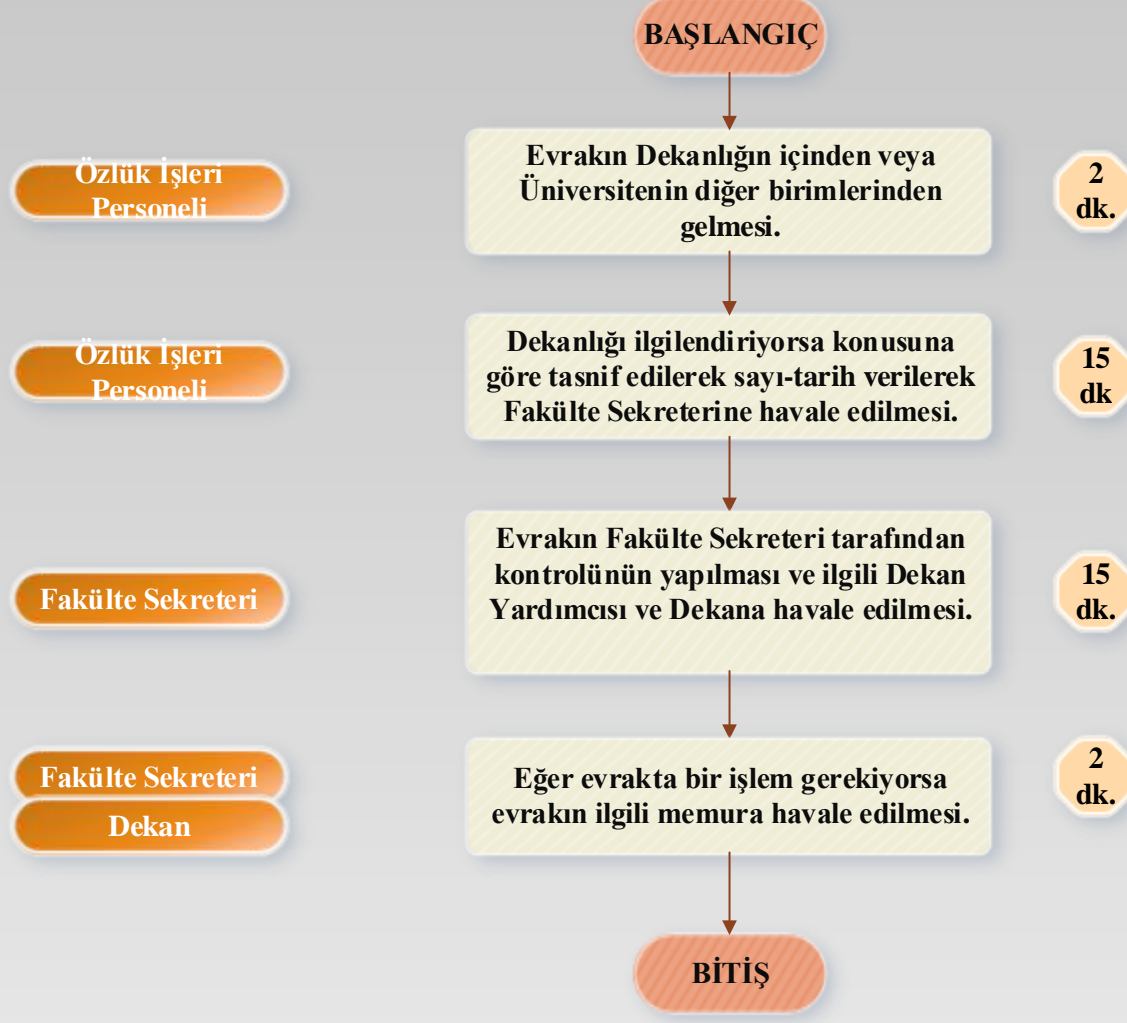 BAŞLANGIÇ
Özlük İşleri
Personeli
Evrakın Dekanlığın içinden veya
Üniversitenin diğer birimlerinden
gelmesi.
2
dk.
Özlük İşleri
Personeli
Dekanlığı ilgilendiriyorsa konusuna
göre tasnif edilerek sayı-tarih verilerek
Fakülte Sekreterine havale edilmesi.
15
dk
Fakülte Sekreteri
Evrakın Fakülte Sekreteri tarafından
kontrolünün yapılması ve ilgili Dekan
Yardımcısı ve Dekana havale edilmesi.
15
dk.
Fakülte Sekreteri
Dekan
Eğer evrakta bir işlem gerekiyorsa
evrakın ilgili memura havale edilmesi.
2
dk.
BİTİŞ